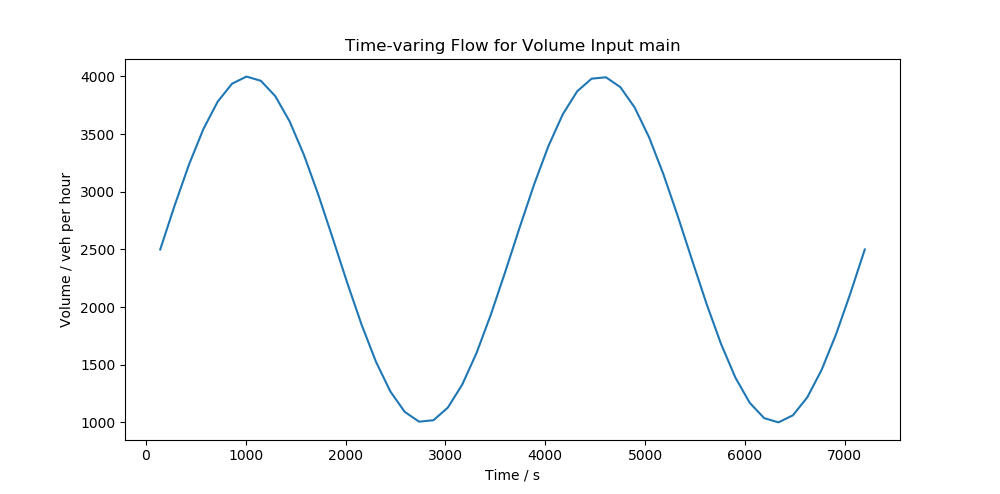 Time-varing Flow for Volume Input main
Volume / veh per hour
4000
3500
3000
2500
2000
1500
1000
0 1000 2000 3000 4000 5000 6000 7000
Time / s